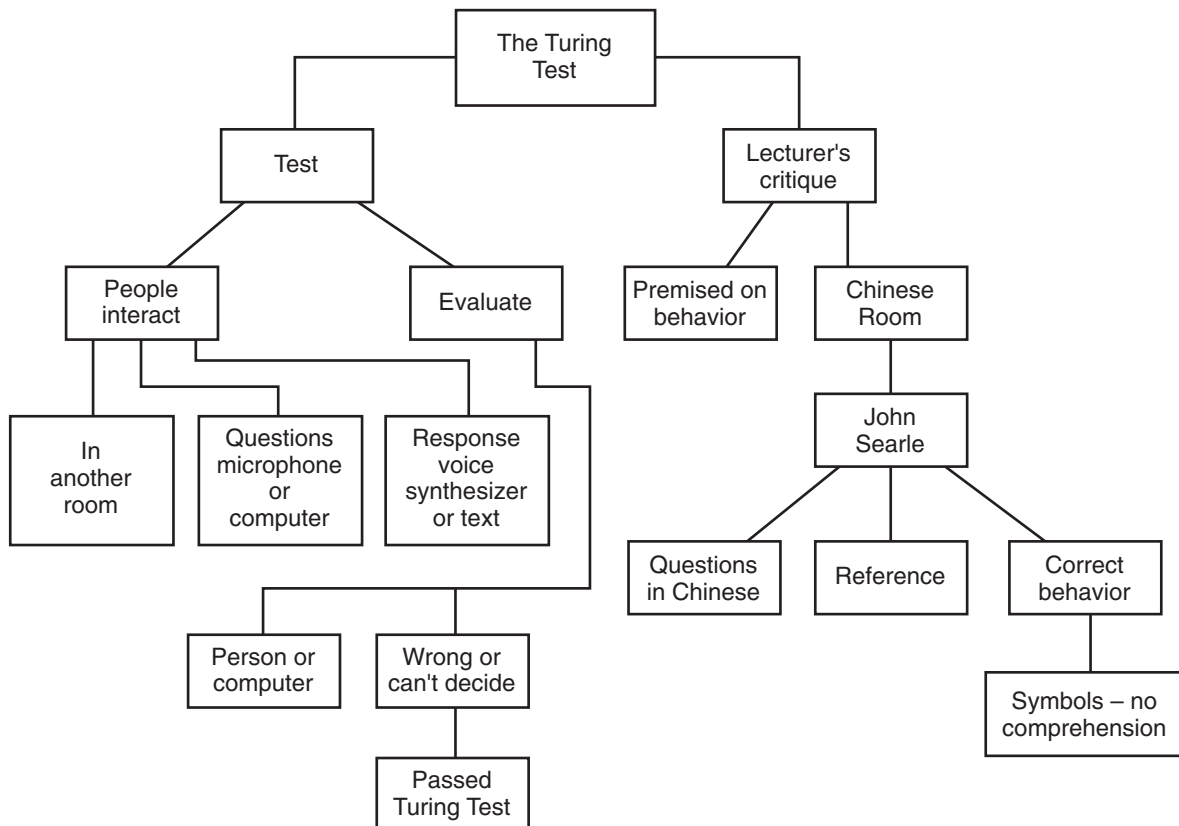 The Turing
Test
Test
Lecturer's
critique
People
interact
Evaluate
Premised on
behavior
Chinese
Room
In
another
room
Questions
microphone
or
computer
Response
voice
synthesizer
or text
John
Searle
Questions
in Chinese
Reference
Correct
behavior
Person or
computer
Wrong or
can't decide
Symbols – no
comprehension
Passed
Turing Test